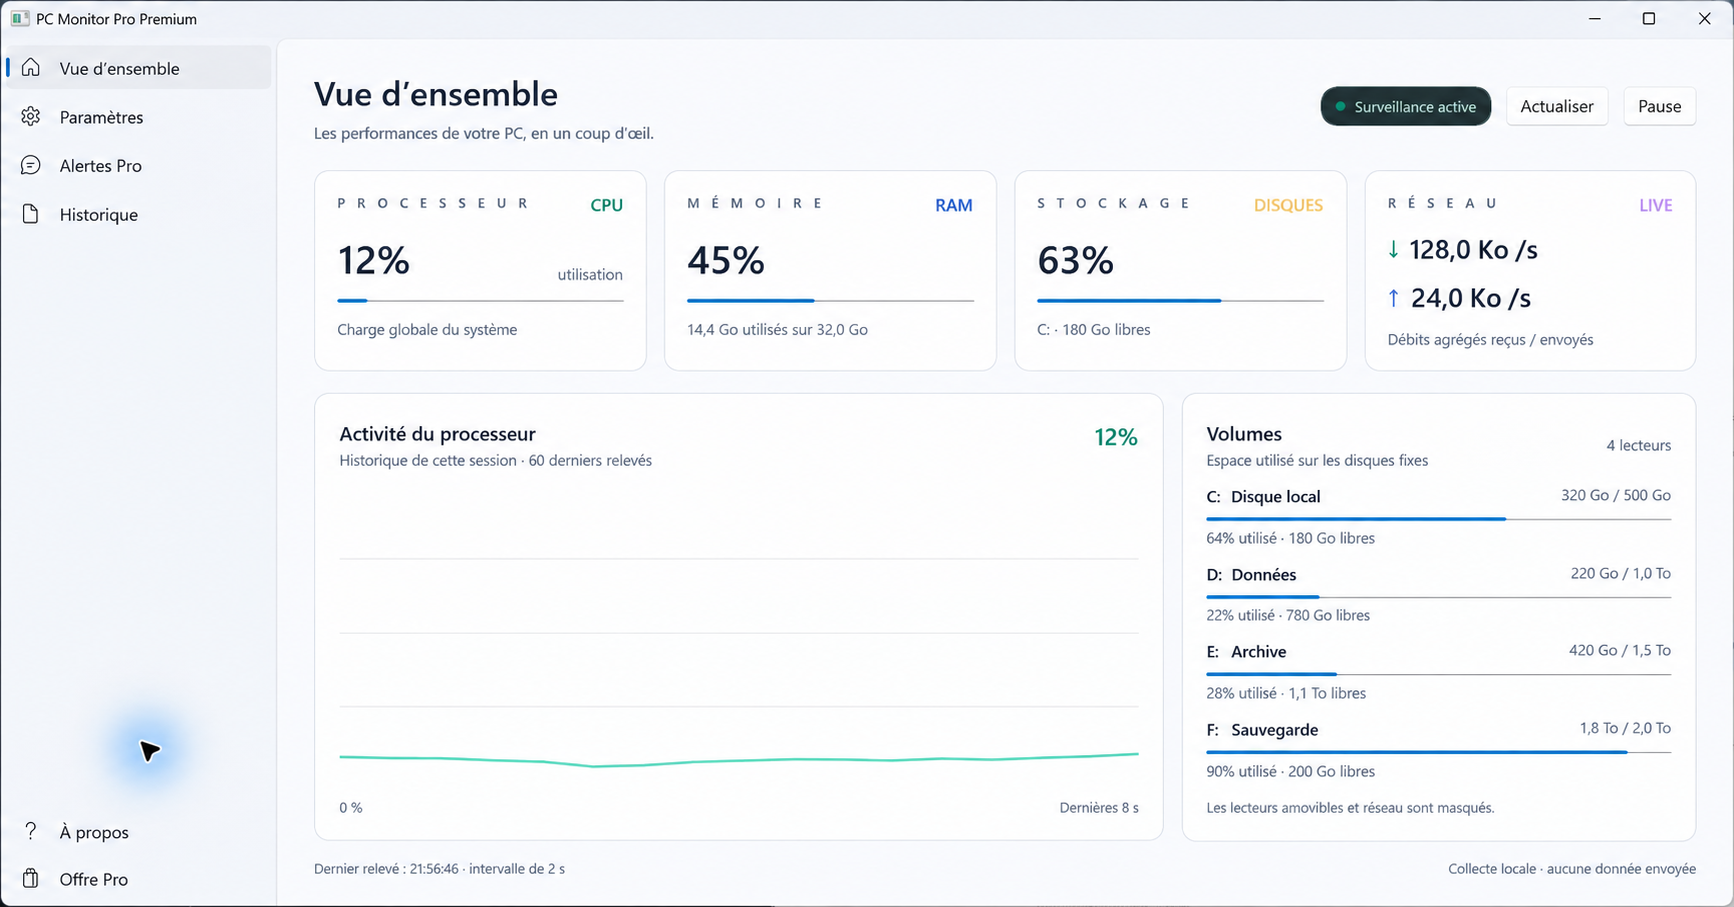 PC Monitor Pro Premium
Vue d’ensemble
Paramètres
Alertes Pro
Historique
À propos
Offre Pro
Vue d’ensemble
Les performances de votre PC, en un coup d’œil.
Surveillance active
Actualiser
Pause
PROCESSEUR CPU
12%
utilisation
Charge globale du système
MÉMOIRE RAM
45%
14,4 Go utilisés sur 32,0 Go
STOCKAGE DISQUES
63%
C: · 180 Go libres
RÉSEAU LIVE
↓ 128,0 Ko /s
↑ 24,0 Ko /s
Débits agrégés reçus / envoyés
Activité du processeur
12%
Historique de cette session · 60 derniers relevés
0 %
Dernières 8 s
Volumes
4 lecteurs
Espace utilisé sur les disques fixes
C: Disque local 320 Go / 500 Go
64% utilisé · 180 Go libres
D: Données 220 Go / 1,0 To
22% utilisé · 780 Go libres
E: Archive 420 Go / 1,5 To
28% utilisé · 1,1 To libres
F: Sauvegarde 1,8 To / 2,0 To
90% utilisé · 200 Go libres
Les lecteurs amovibles et réseau sont masqués.
Dernier relevé : 21:56:46 · intervalle de 2 s
Collecte locale · aucune donnée envoyée